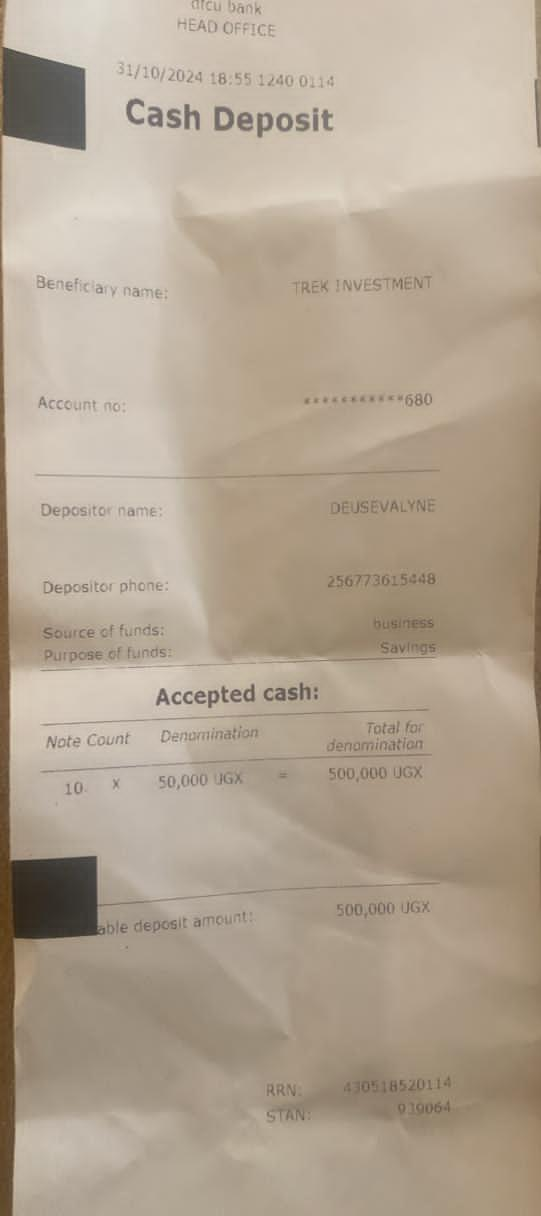 dfcu bank
HEAD OFFICE
31/10/2024 18:55 1240 0114
Cash Deposit
Beneficiary name: TREK INVESTMENT
Account no: ***********680
Depositor name: DEUSEVALYNE
Depositor phone: 256773615448
Source of funds: business
Purpose of funds: Savings
Accepted cash:
Note Count Denomination Total for
denomination
10 x 50,000 UGX = 500,000 UGX
able deposit amount: 500,000 UGX
RRN: 430518520114
STAN: 939064